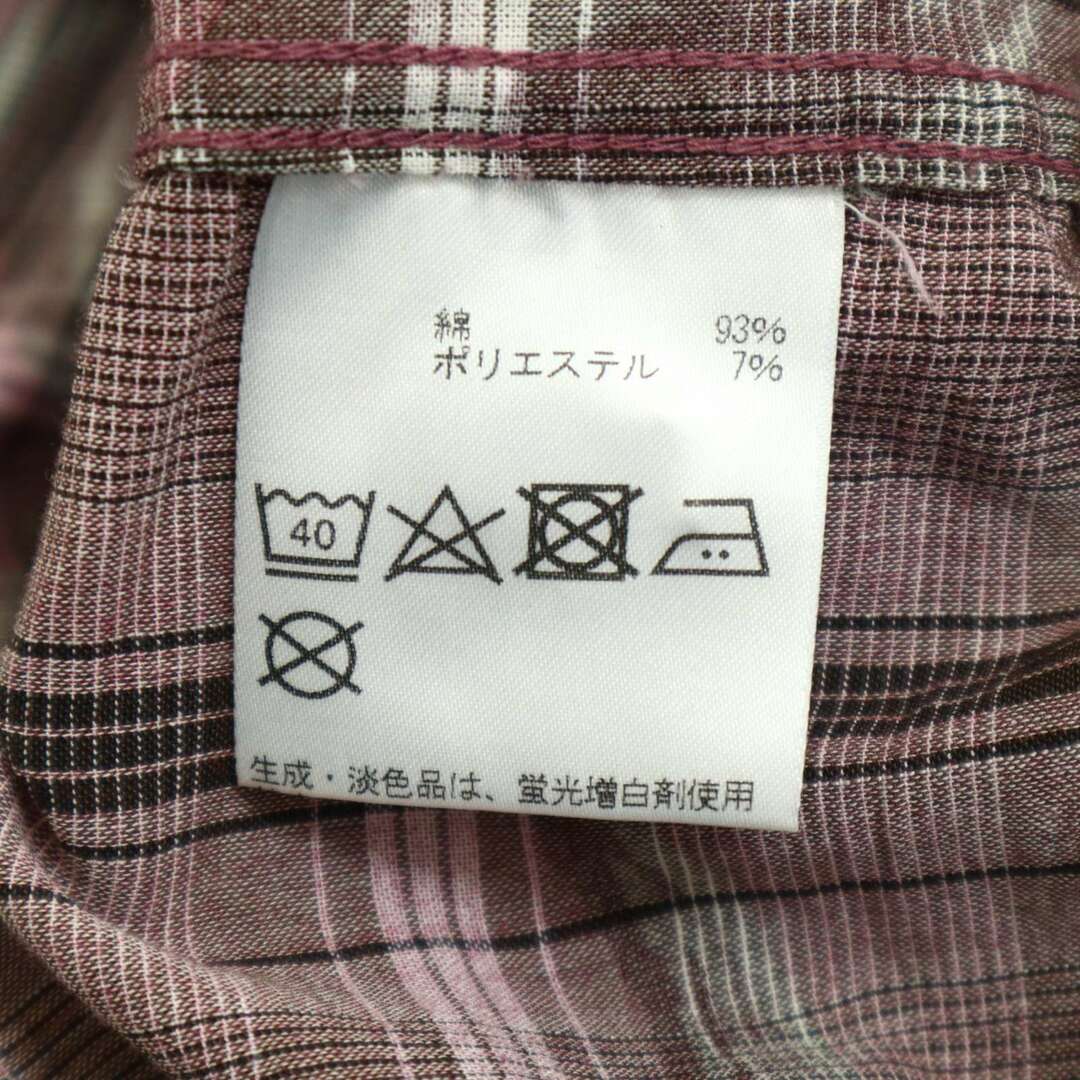 綿 93%
ポリエステル 7%
40
生成・淡色品は、蛍光増白剤使用